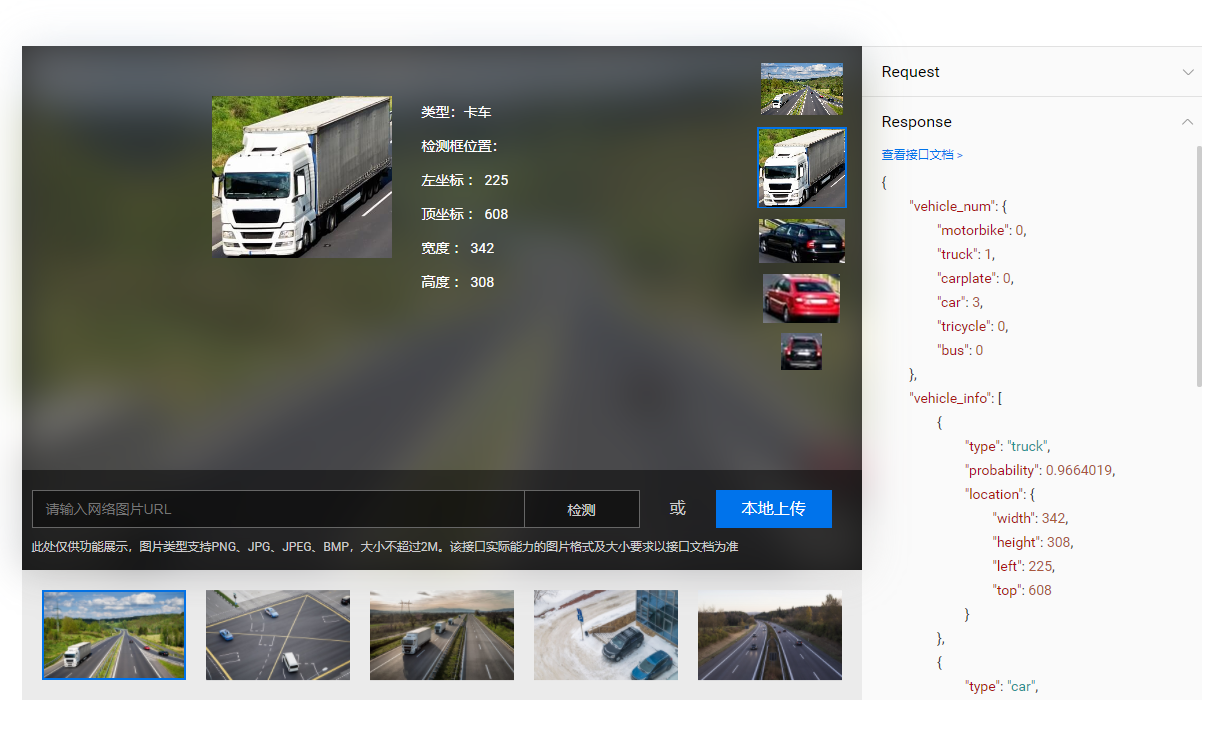 类型：卡车
检测框位置：
左坐标： 225
顶坐标： 608
宽度： 342
高度： 308
请输入网络图片URL
检测
或
本地上传
此处仅供功能展示，图片类型支持PNG、JPG、JPEG、BMP，大小不超过2M。该接口实际能力的图片格式及大小要求以接口文档为准
Request
Response
查看接口文档 >
{
"vehicle_num": {
"motorbike": 0,
"truck": 1,
"carplate": 0,
"car": 3,
"tricycle": 0,
"bus": 0
},
"vehicle_info": [
{
"type": "truck",
"probability": 0.9664019,
"location": {
"width": 342,
"height": 308,
"left": 225,
"top": 608
}
},
{
"type": "car",